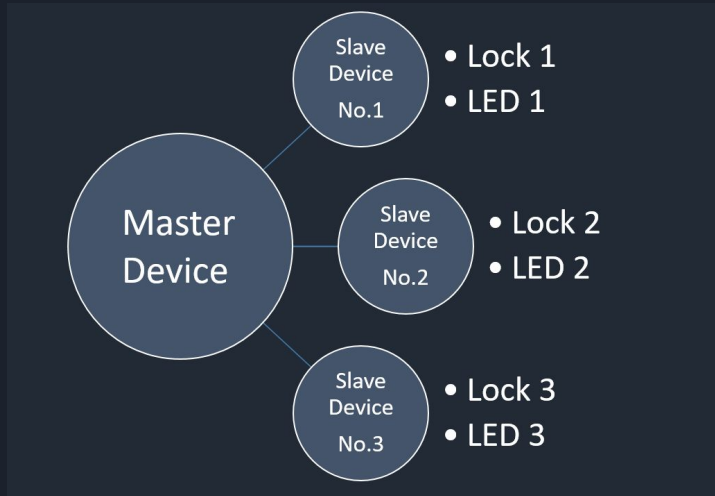 Master
Device
Slave
Device
No.1
• Lock 1
• LED 1
Slave
Device
No.2
• Lock 2
• LED 2
Slave
Device
No.3
• Lock 3
• LED 3